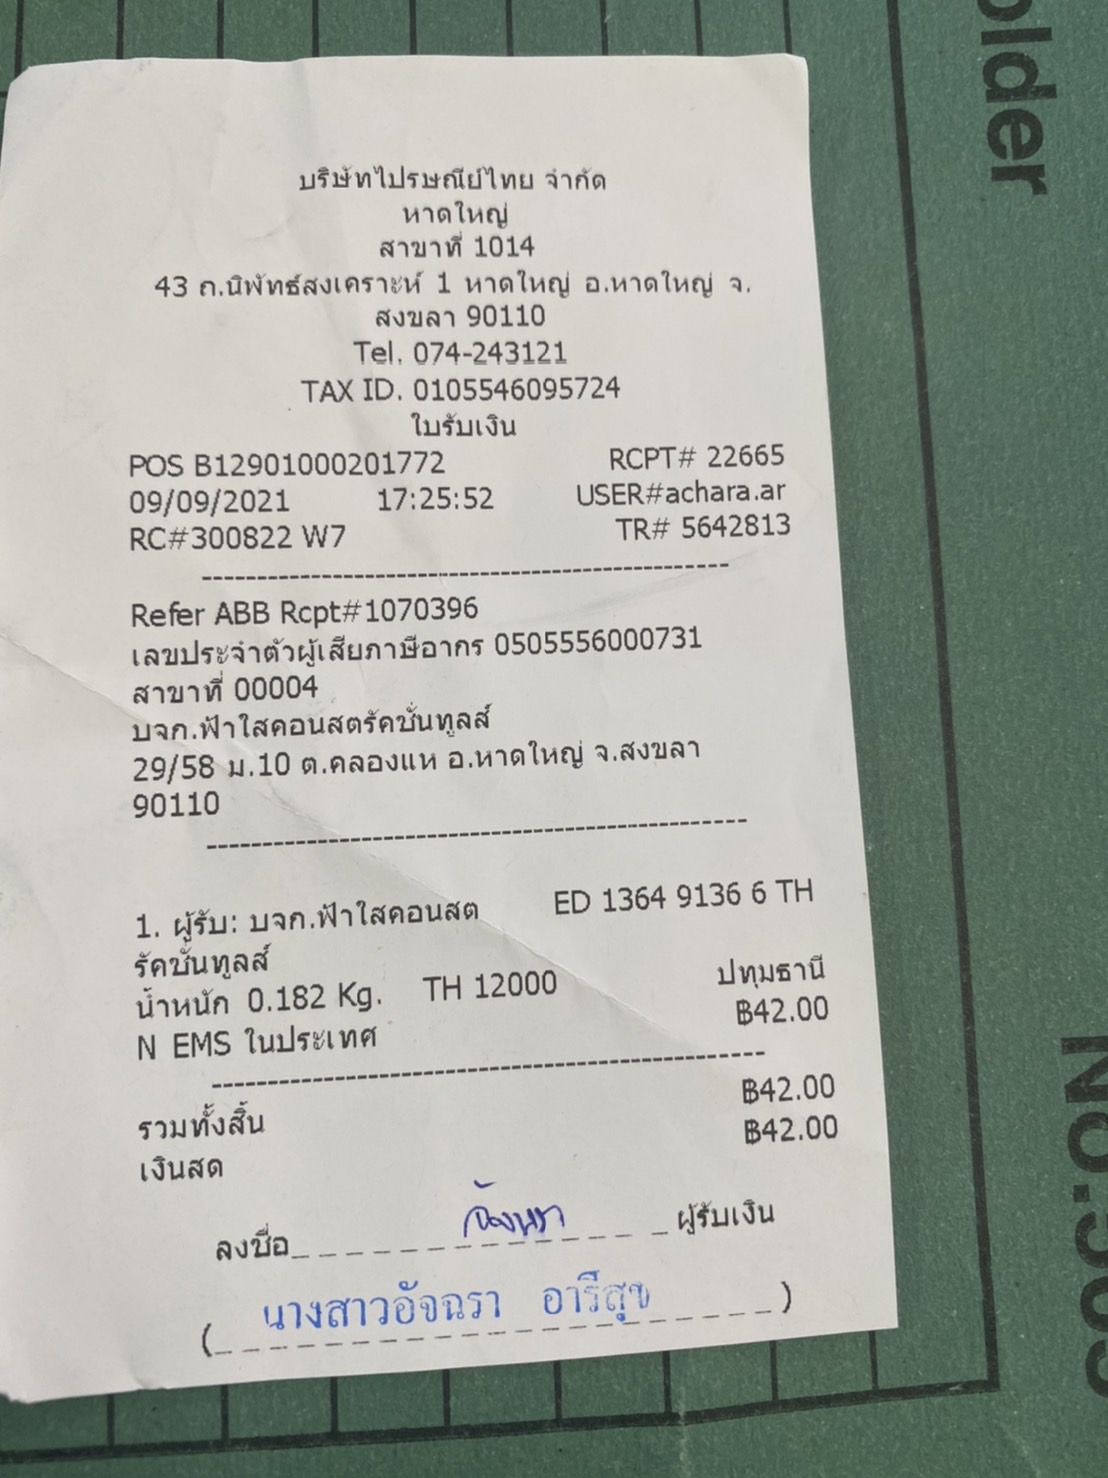 บริษัทไปรษณีย์ไทย จำกัด
หาดใหญ่
สาขาที่ 1014
43 ถ.นิพัทธ์สงเคราะห์ 1 หาดใหญ่ อ.หาดใหญ่ จ.
สงขลา 90110
Tel. 074-243121
TAX ID. 0105546095724
ใบรับเงิน
POS B12901000201772 RCPT# 22665
09/09/2021 17:25:52 USER#achara.ar
RC#300822 W7 TR# 5642813
Refer ABB Rcpt#1070396
เลขประจำตัวผู้เสียภาษีอากร 0505556000731
สาขาที่ 00004
บจก.ฟ้าใสคอนสตรัคชั่นทูลส์
29/58 ม.10 ต.คลองแห อ.หาดใหญ่ จ.สงขลา
90110
1. ผู้รับ: บจก.ฟ้าใสคอนสต ED 1364 9136 6 TH
รัคชั่นทูลส์
น้ำหนัก 0.182 Kg. TH 12000 ปทุมธานี
N EMS ในประเทศ ฿42.00
รวมทั้งสิ้น ฿42.00
เงินสด ฿42.00
ลงชื่อ อัจฉรา ผู้รับเงิน
(นางสาวอัจฉรา อารีสุข)
older